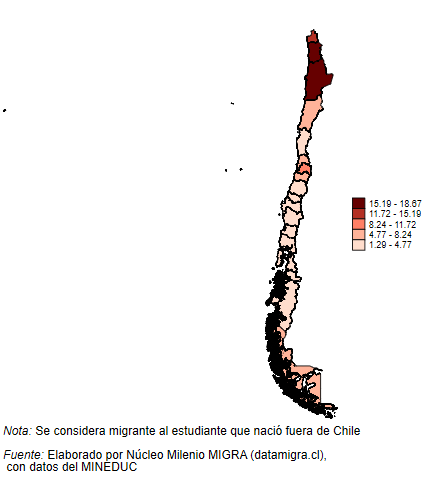 15.19 - 18.67
11.72 - 15.19
8.24 - 11.72
4.77 - 8.24
1.29 - 4.77
Nota: Se considera migrante al estudiante que nació fuera de Chile
Fuente: Elaborado por Núcleo Milenio MIGRA (datamigra.cl),
con datos del MINEDUC